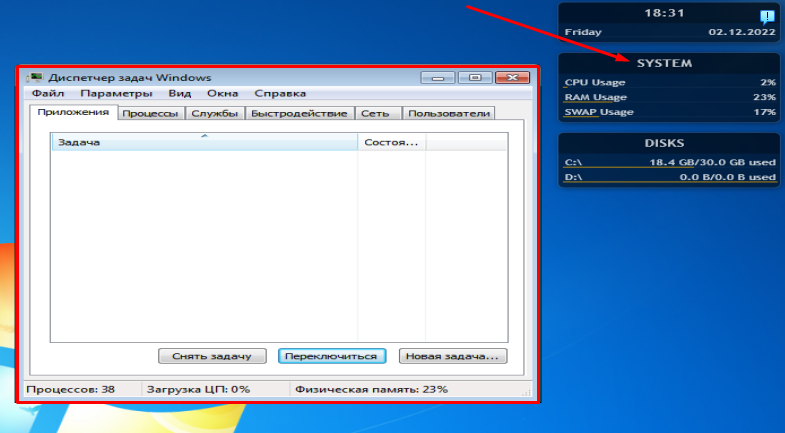 18:31
Friday 02.12.2022
SYSTEM
CPU Usage 2%
RAM Usage 23%
SWAP Usage 17%
DISKS
C:\ 18.4 GB/30.0 GB used
D:\ 0.0 B/0.0 B used
Диспетчер задач Windows
Файл Параметры Вид Окна Справка
Приложения Процессы Службы Быстродействие Сеть Пользователи
Задача Состоя...
Снять задачу Переключиться Новая задача...
Процессов: 38 Загрузка ЦП: 0% Физическая память: 23%